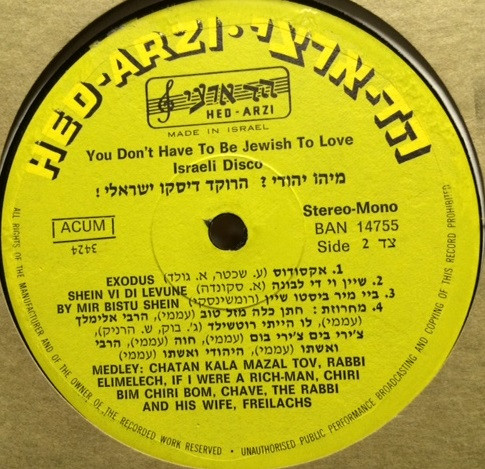 HED-ARZI · הד-ארצי
הד ארצי
HED-ARZI
MADE IN ISRAEL
You Don't Have To Be Jewish To Love
Israeli Disco
מיהו יהודי? הרוקד דיסקו ישראלי!
ACUM
3424
Stereo-Mono
BAN 14755
Side 2 צד
1. אקסודוס (ע. שכטר, א. גולד) EXODUS
2. שיין וי די לבונה (א. סקונדה) SHEIN VI DI LEVUNE
3. ביי מיר ביסטו שיין (רומשינסקי) BY MIR BISTU SHEIN
4. מחרוזת: חתן כלה מזל טוב (עממי), הרבי אלימלך
(עממי), לו הייתי רוטשילד (ג'. בוק, ש. הרניק),
צ'ירי בים צ'ירי בום (עממי), חוה (עממי), הרבי
ואשתו (עממי), היהודי ואשתו (עממי)
MEDLEY: CHATAN KALA MAZAL TOV, RABBI
ELIMELECH, IF I WERE A RICH-MAN, CHIRI
BIM CHIRI BOM, CHAVE, THE RABBI
AND HIS WIFE, FREILACHS
ALL RIGHTS OF THE MANUFACTURER AND OF THE OWNER OF THE RECORDED WORK RESERVED • UNAUTHORISED PUBLIC PERFORMANCE BROADCASTING AND COPYING OF THIS RECORD PROHIBITED